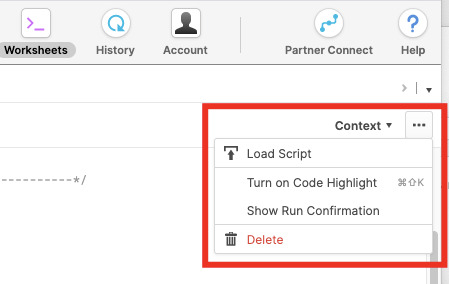 Worksheets History Account Partner Connect Help
Context ▼ •••
----------*/
Load Script
Turn on Code Highlight ⌘⇧K
Show Run Confirmation
Delete